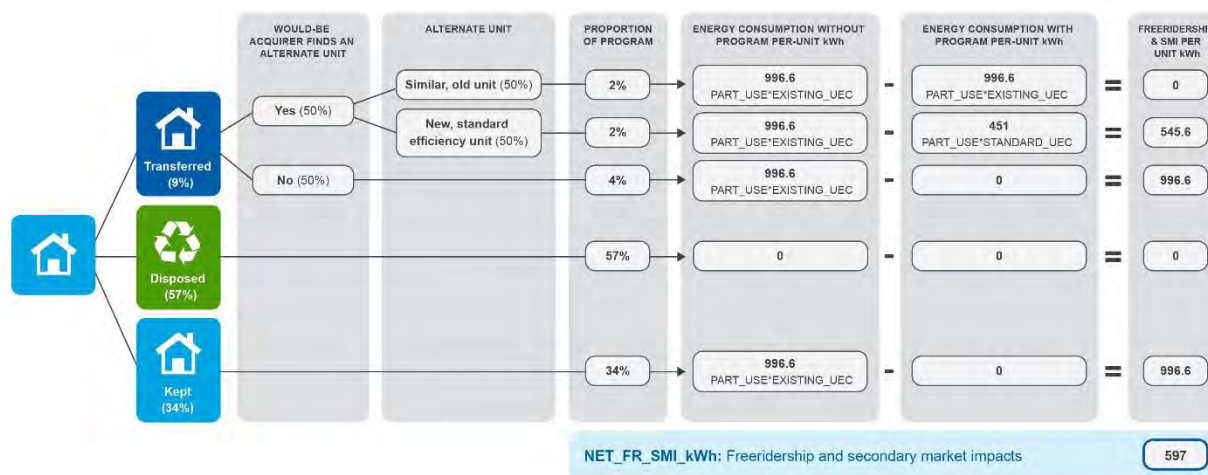 WOULD-BE
ACQUIRER FINDS AN
ALTERNATE UNIT
ALTERNATE UNIT
PROPORTION
OF PROGRAM
ENERGY CONSUMPTION WITHOUT
PROGRAM PER-UNIT kWh
ENERGY CONSUMPTION WITH
PROGRAM PER-UNIT kWh
FREERIDERSHIP
& SMI PER
UNIT kWh
Transferred
(9%)
Yes (50%)
Similar, old unit (50%)
2%
996.6
PART_USE*EXISTING_UEC
-
996.6
PART_USE*EXISTING_UEC
=
0
New, standard
efficiency unit (50%)
2%
996.6
PART_USE*EXISTING_UEC
-
451
PART_USE*STANDARD_UEC
=
545.6
No (50%)
4%
996.6
PART_USE*EXISTING_UEC
-
0
=
996.6
Disposed
(57%)
57%
0
-
0
=
0
Kept
(34%)
34%
996.6
PART_USE*EXISTING_UEC
-
0
=
996.6
NET_FR_SMI_kWh: Freeridership and secondary market impacts
597